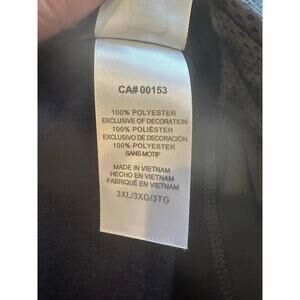 CA# 00153
100% POLYESTER
EXCLUSIVE OF DECORATION
100% POLIÉSTER
EXCLUSIVO DE DECORACIÓN
100% POLYESTER
SANS MOTIF
MADE IN VIETNAM
HECHO EN VIETNAM
FABRIQUÉ EN VIETNAM
3XL/3XG/3TG